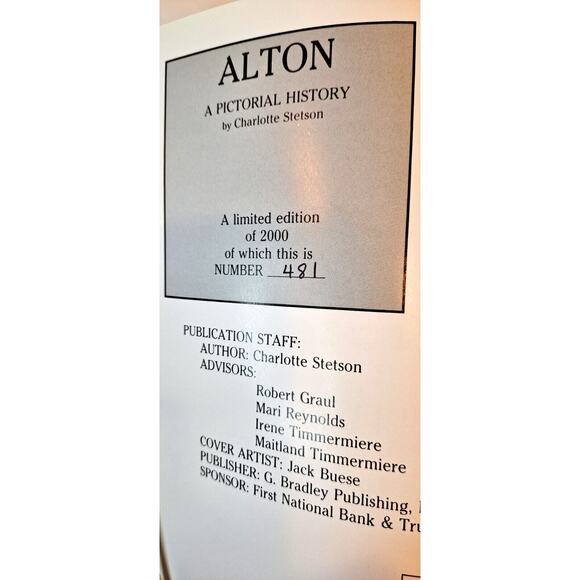 ALTON
A PICTORIAL HISTORY
by Charlotte Stetson
A limited edition
of 2000
of which this is
NUMBER 481
PUBLICATION STAFF:
AUTHOR: Charlotte Stetson
ADVISORS:
Robert Graul
Mari Reynolds
Irene Timmermiere
Maitland Timmermiere
COVER ARTIST: Jack Buese
PUBLISHER: G. Bradley Publishing,
SPONSOR: First National Bank &